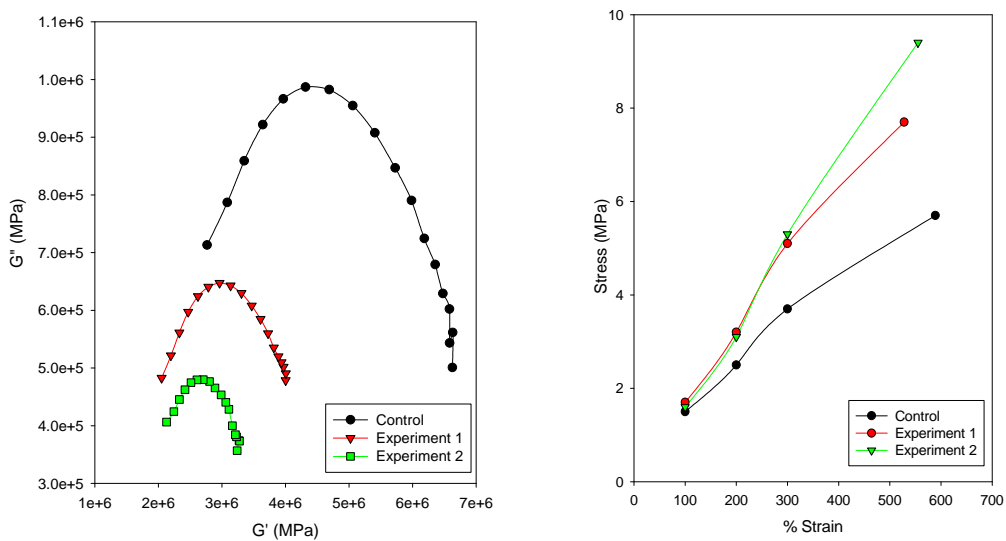 1.1e+6
1.0e+6
9.0e+5
8.0e+5
7.0e+5
6.0e+5
5.0e+5
4.0e+5
3.0e+5
G" (MPa)
1e+6 2e+6 3e+6 4e+6 5e+6 6e+6 7e+6
G' (MPa)
Control
Experiment 1
Experiment 2
10
8
6
4
2
0
Stress (MPa)
0 100 200 300 400 500 600 700
% Strain
Control
Experiment 1
Experiment 2